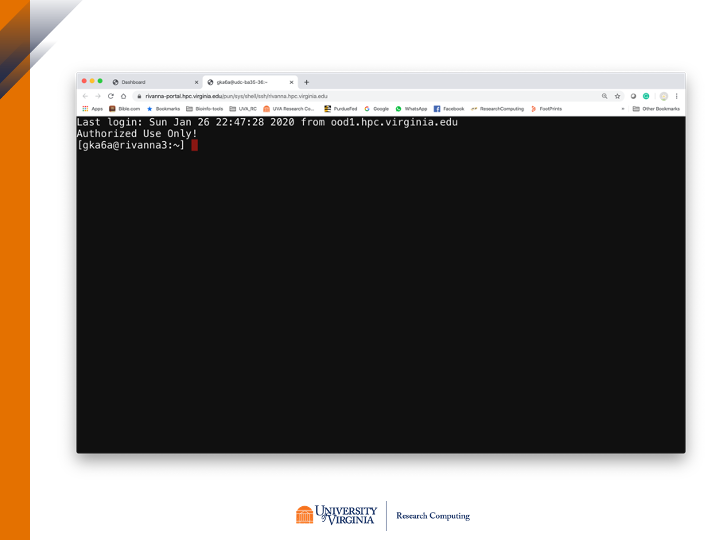 Dashboard
gka6a@udc-ba35-36:~
rivanna-portal.hpc.virginia.edu/pun/sys/shell/ssh/rivanna.hpc.virginia.edu
Apps Bible.com Bookmarks Bioinfo-tools UVA_RC UVA Research Co... PurdueFed Google WhatsApp Facebook ResearchComputing FootPrints » Other Bookmarks
Last login: Sun Jan 26 22:47:28 2020 from ood1.hpc.virginia.edu
Authorized Use Only!
[gka6a@rivanna3:~]
UNIVERSITY of VIRGINIA
Research Computing